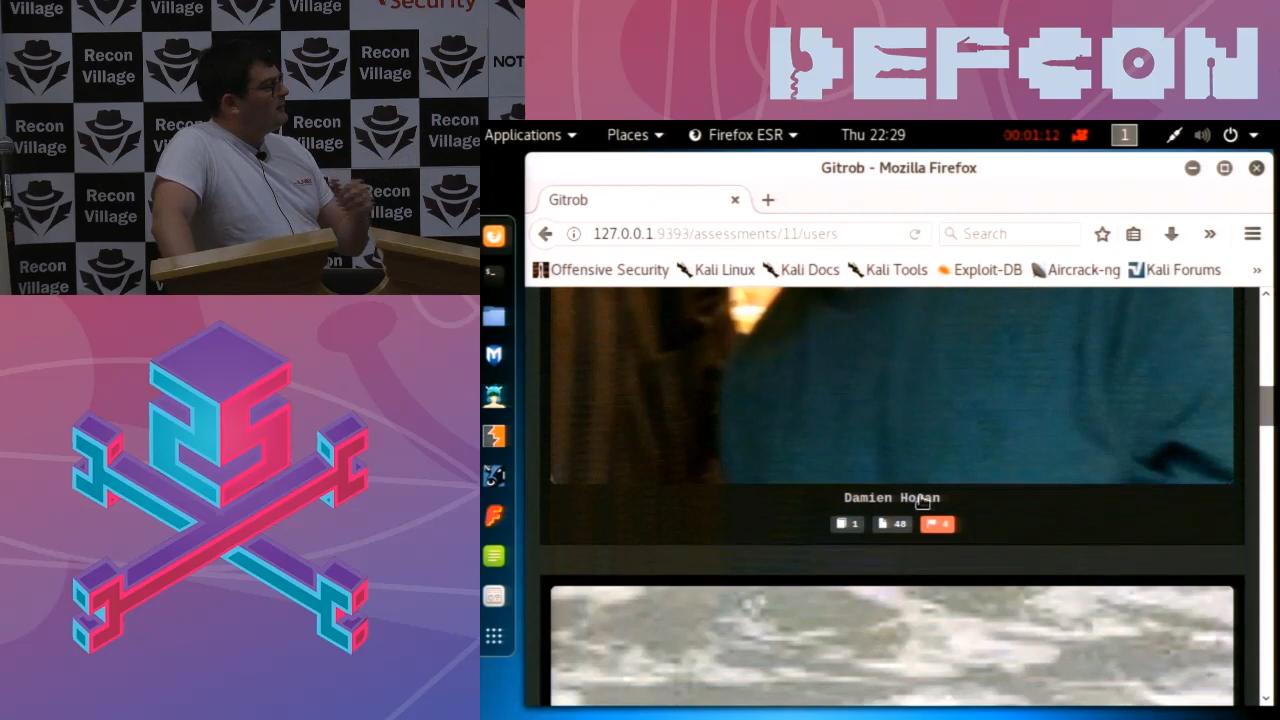 Village
Village
Village
Security
Recon
Village
Recon
Village
NOT
Recon
Village
Recon
Village
Recon
Village
Recon
Village
Recon
Village
DEFCON
Applications Places Firefox ESR Thu 22:29 00:01:12 1
Gitrob - Mozilla Firefox
Gitrob
127.0.0.1:9393/assessments/11/users Search
Offensive Security Kali Linux Kali Docs Kali Tools Exploit-DB Aircrack-ng Kali Forums »
Damien
1 48 4